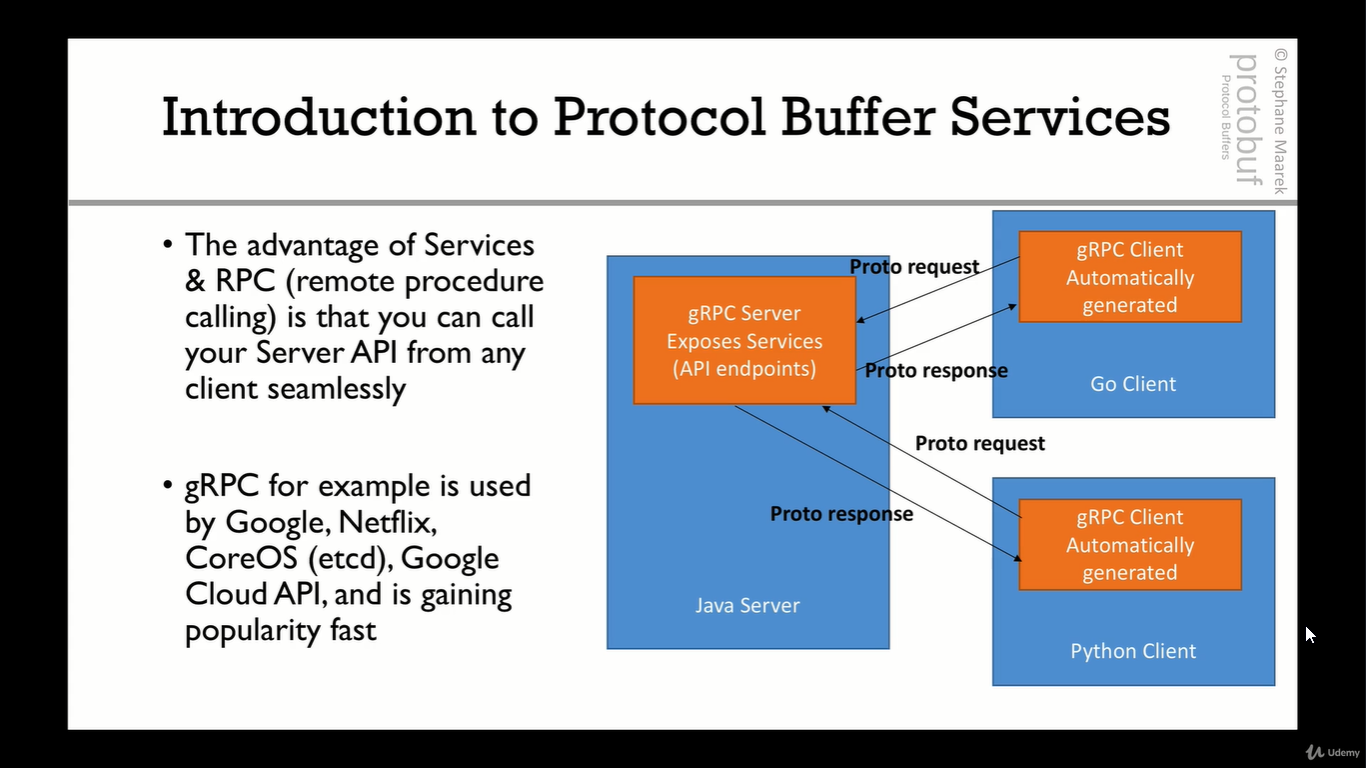 Introduction to Protocol Buffer Services
© Stephane Maarek
protobuf
Protocol Buffers
• The advantage of Services
& RPC (remote procedure
calling) is that you can call
your Server API from any
client seamlessly
• gRPC for example is used
by Google, Netflix,
CoreOS (etcd), Google
Cloud API, and is gaining
popularity fast
gRPC Server
Exposes Services
(API endpoints)
Java Server
Proto request
Proto response
gRPC Client
Automatically
generated
Go Client
Proto request
Proto response
gRPC Client
Automatically
generated
Python Client
Udemy